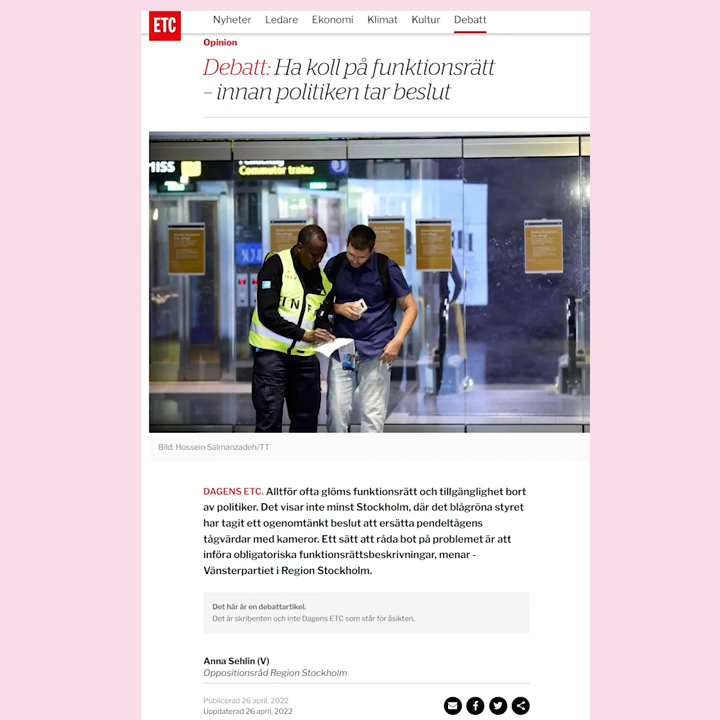 ETC
Nyheter Ledare Ekonomi Klimat Kultur Debatt
Opinion
Debatt: Ha koll på funktionsrätt
– innan politiken tar beslut
Commuter trains
INFO
Bild: Hossein Salmanzadeh/TT
DAGENS ETC. Alltför ofta glöms funktionsrätt och tillgänglighet bort
av politiker. Det visar inte minst Stockholm, där det blågröna styret
har tagit ett ogenomtänkt beslut att ersätta pendeltågens
tågvärdar med kameror. Ett sätt att råda bot på problemet är att
införa obligatoriska funktionsrättsbeskrivningar, menar -
Vänsterpartiet i Region Stockholm.
Det här är en debattartikel.
Det är skribenten och inte Dagens ETC som står för åsikten.
Anna Sehlin (V)
Oppositionsråd Region Stockholm
Publicerad 26 april, 2022
Uppdaterad 26 april, 2022